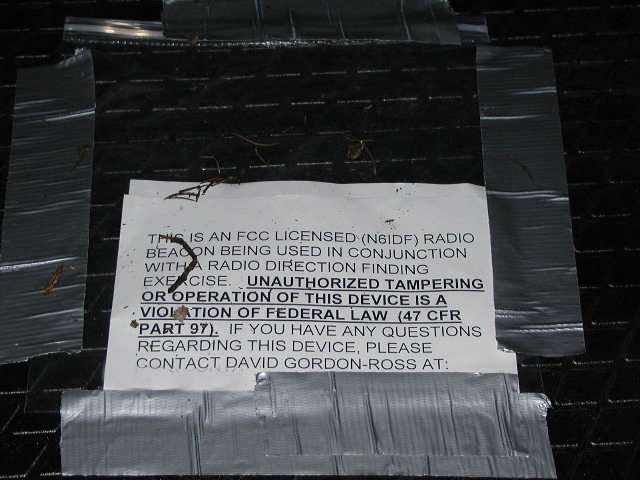 THIS IS AN FCC LICENSED (N6IDF) RADIO
BEACON BEING USED IN CONJUNCTION
WITH A RADIO DIRECTION FINDING
EXERCISE. UNAUTHORIZED TAMPERING
OR OPERATION OF THIS DEVICE IS A
VIOLATION OF FEDERAL LAW (47 CFR
PART 97). IF YOU HAVE ANY QUESTIONS
REGARDING THIS DEVICE, PLEASE
CONTACT DAVID GORDON-ROSS AT: